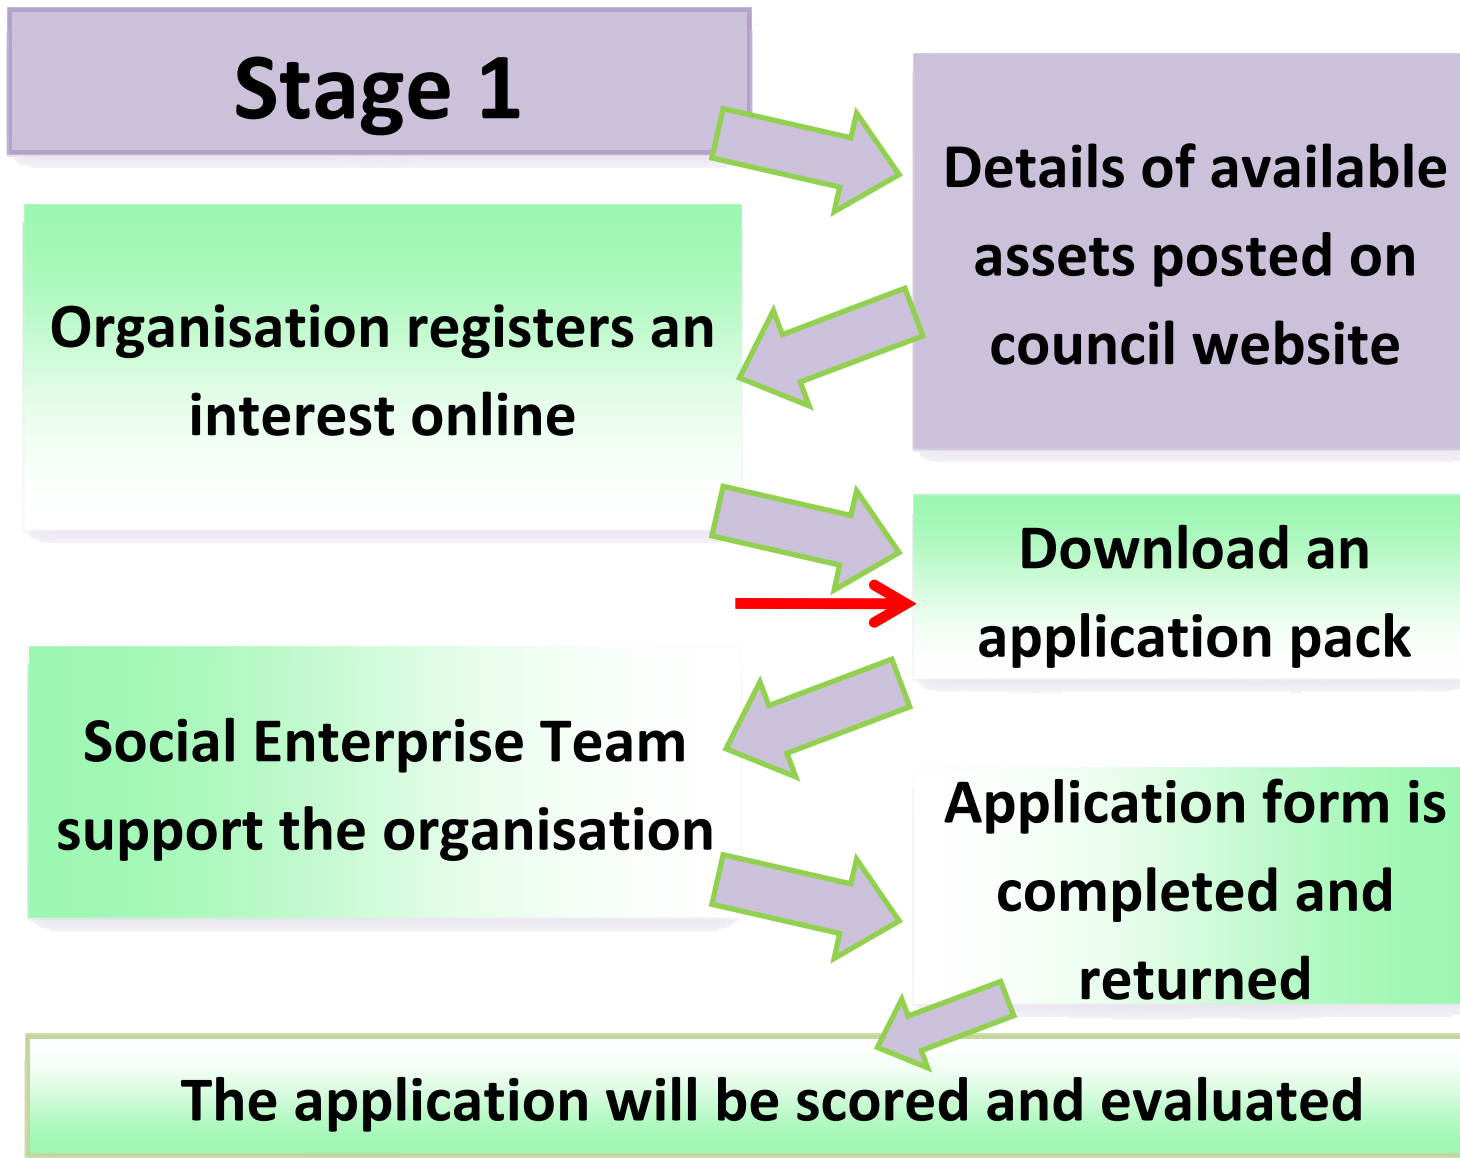 Stage 1
Details of available
assets posted on
council website
Organisation registers an
interest online
Download an
application pack
Social Enterprise Team
support the organisation
Application form is
completed and
returned
The application will be scored and evaluated